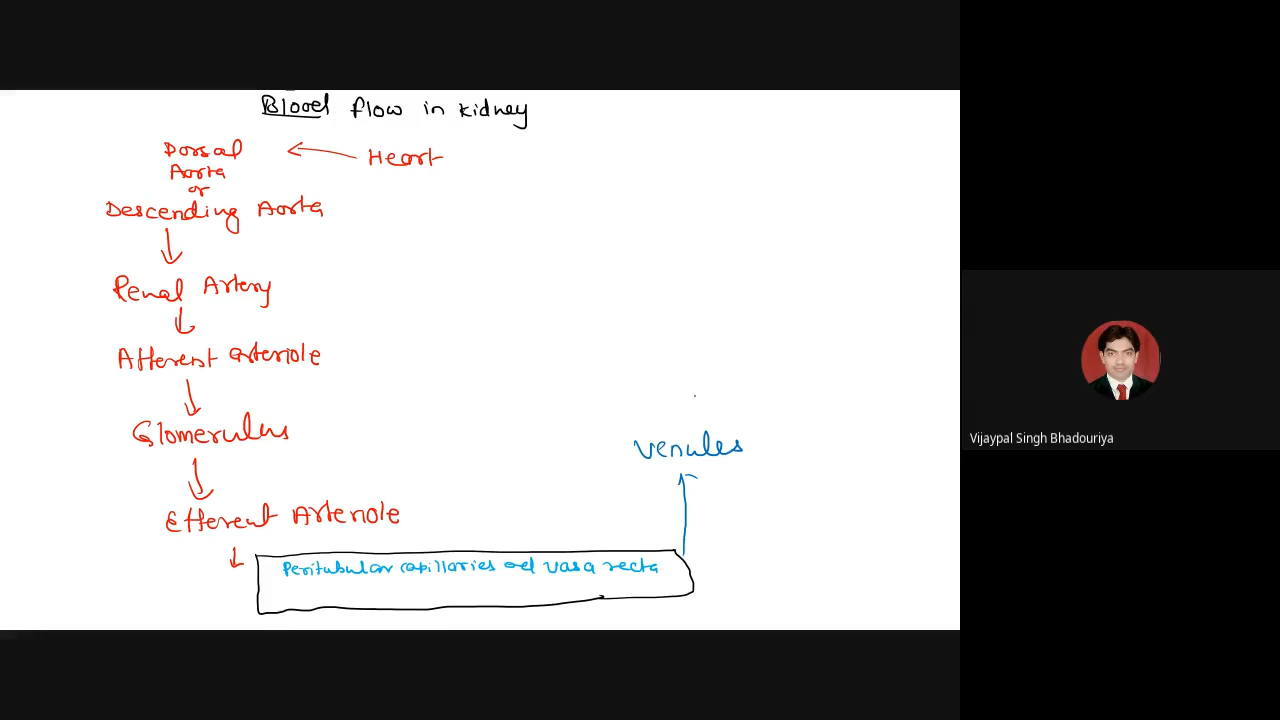 Blood flow in kidney
Dorsal
Heart
Aorta
or
Descending Aorta
Renal Artery
Afferent arteriole
Glomerulus
Venules
Efferent Arteriole
Peritubular capillaries and vasa recta
Vijaypal Singh Bhadouriya